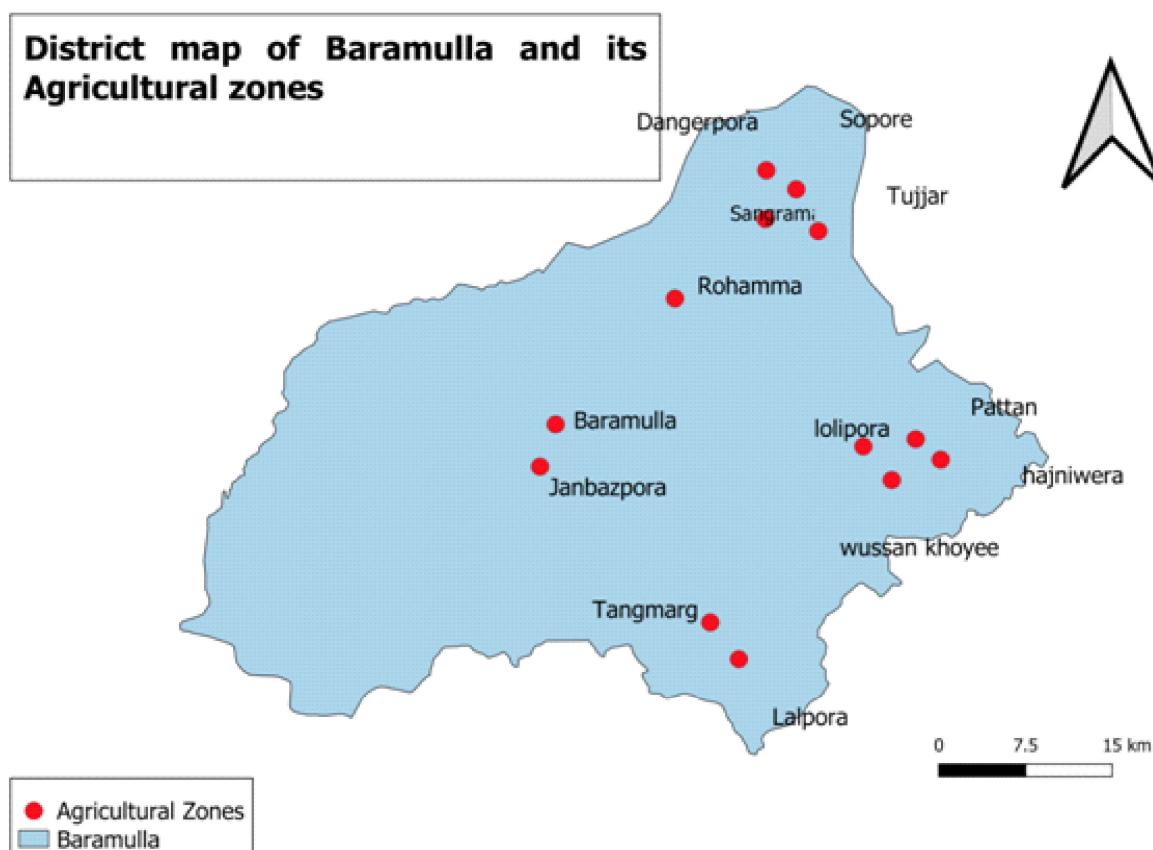 District map of Baramulla and its
Agricultural zones
Dangerpora
Sopore
Tujjar
Sangrama
Rohamma
Pattan
Baramulla
lolipora
hajniwera
Janbazpora
wussan khoyee
Tangmarg
Lalpora
0 7.5 15 km
Agricultural Zones
Baramulla